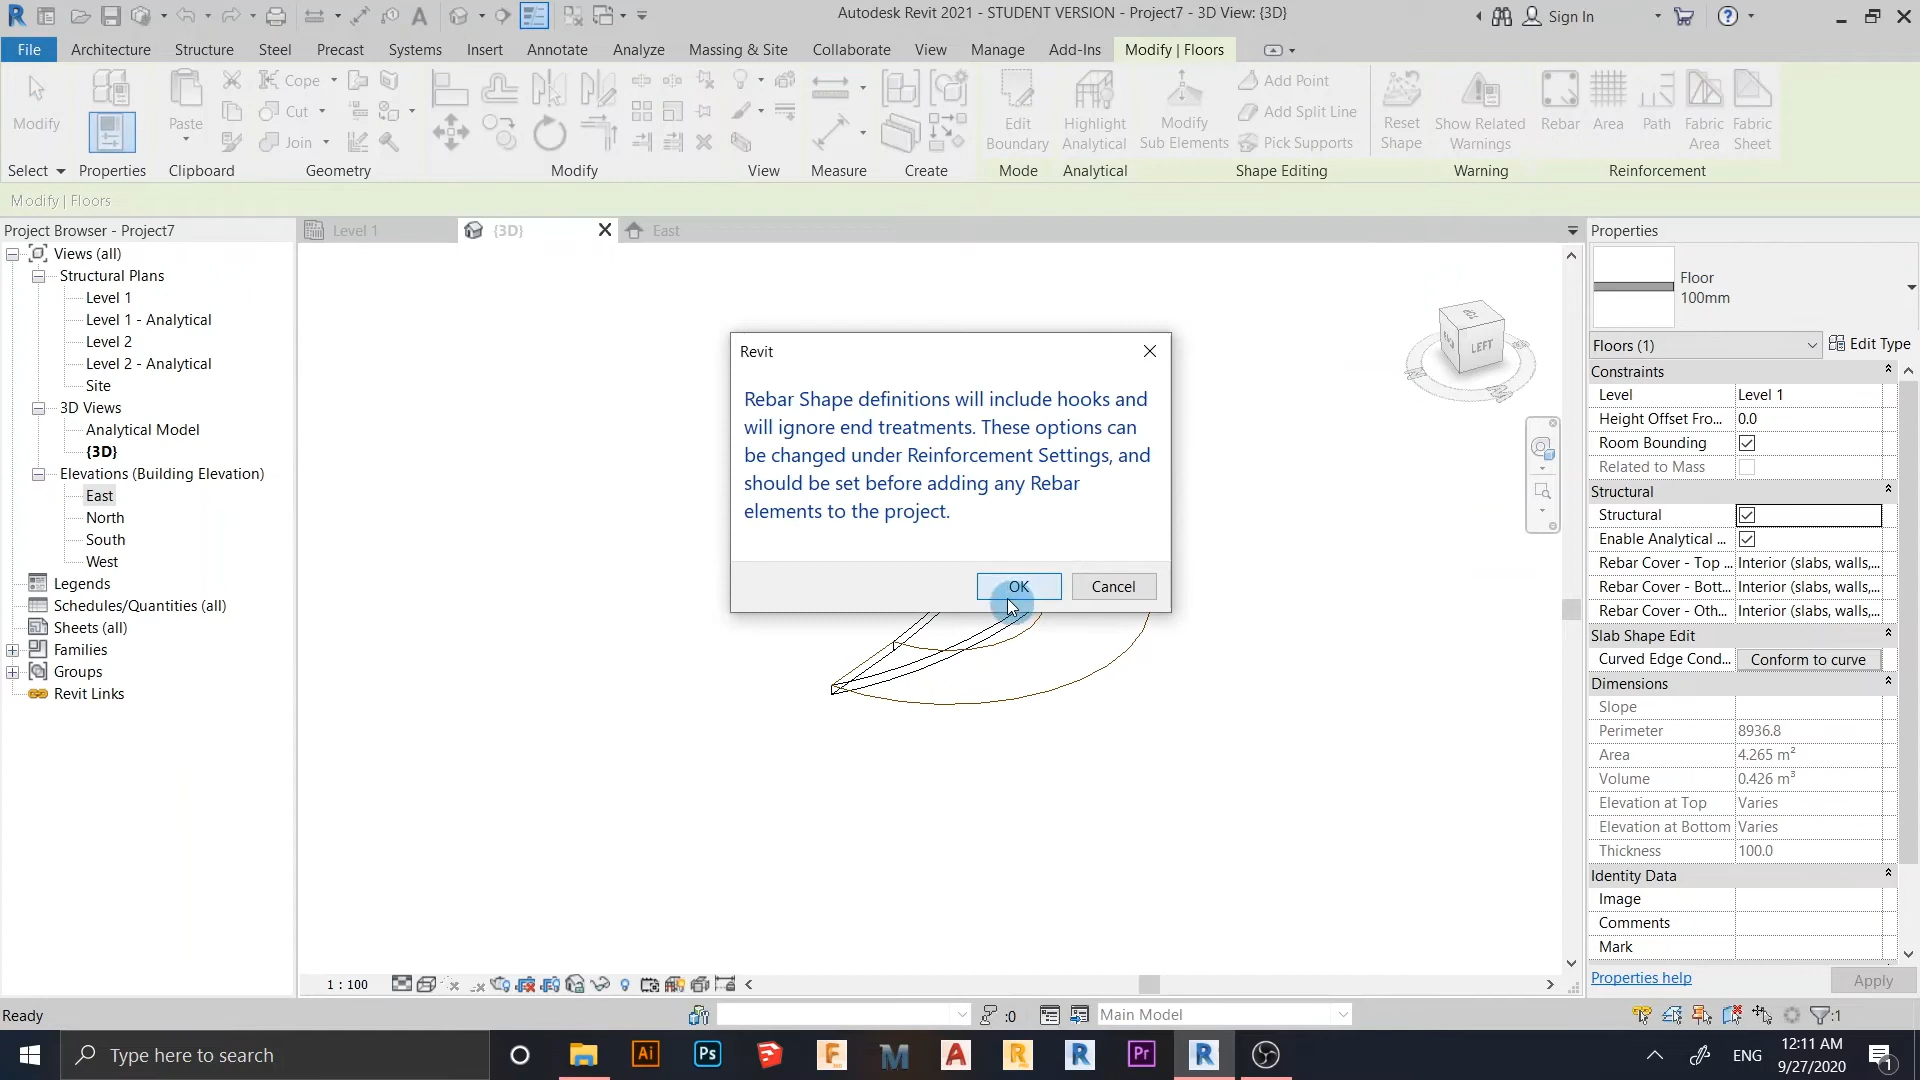 Autodesk Revit 2021 - STUDENT VERSION - Project7 - 3D View: {3D}
Sign In
File Architecture Structure Steel Precast Systems Insert Annotate Analyze Massing & Site Collaborate View Manage Add-Ins Modify | Floors
Cope
Cut
Join
Modify
Paste
Edit
Boundary
Highlight
Analytical
Modify
Sub Elements
Add Point
Add Split Line
Pick Supports
Reset
Shape
Show Related
Warnings
Rebar
Area
Path
Fabric
Area
Fabric
Sheet
Select Properties Clipboard Geometry Modify View Measure Create Mode Analytical Shape Editing Warning Reinforcement
Modify | Floors
Project Browser - Project7
Views (all)
Structural Plans
Level 1
Level 1 - Analytical
Level 2
Level 2 - Analytical
Site
3D Views
Analytical Model
{3D}
Elevations (Building Elevation)
East
North
South
West
Legends
Schedules/Quantities (all)
Sheets (all)
Families
Groups
Revit Links
Level 1
{3D}
East
LEFT
Revit
Rebar Shape definitions will include hooks and
will ignore end treatments. These options can
be changed under Reinforcement Settings, and
should be set before adding any Rebar
elements to the project.
OK
Cancel
Properties
Floor
100mm
Floors (1)
Edit Type
Constraints
Level Level 1
Height Offset Fro... 0.0
Room Bounding
Related to Mass
Structural
Structural
Enable Analytical ...
Rebar Cover - Top ... Interior (slabs, walls,...
Rebar Cover - Bott... Interior (slabs, walls,...
Rebar Cover - Oth... Interior (slabs, walls,...
Slab Shape Edit
Curved Edge Cond... Conform to curve
Dimensions
Slope
Perimeter 8936.8
Area 4.265 m²
Volume 0.426 m³
Elevation at Top Varies
Elevation at Bottom Varies
Thickness 100.0
Identity Data
Image
Comments
Mark
Properties help
Apply
1 : 100
Ready
:0
Main Model
:1
Type here to search
Ai
Ps
Pr
ENG
12:11 AM
9/27/2020
1